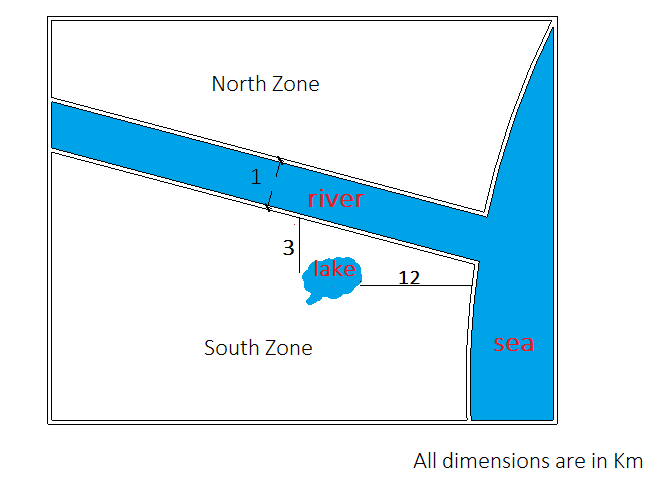 North Zone
1
river
3
lake
12
South Zone
sea
All dimensions are in Km